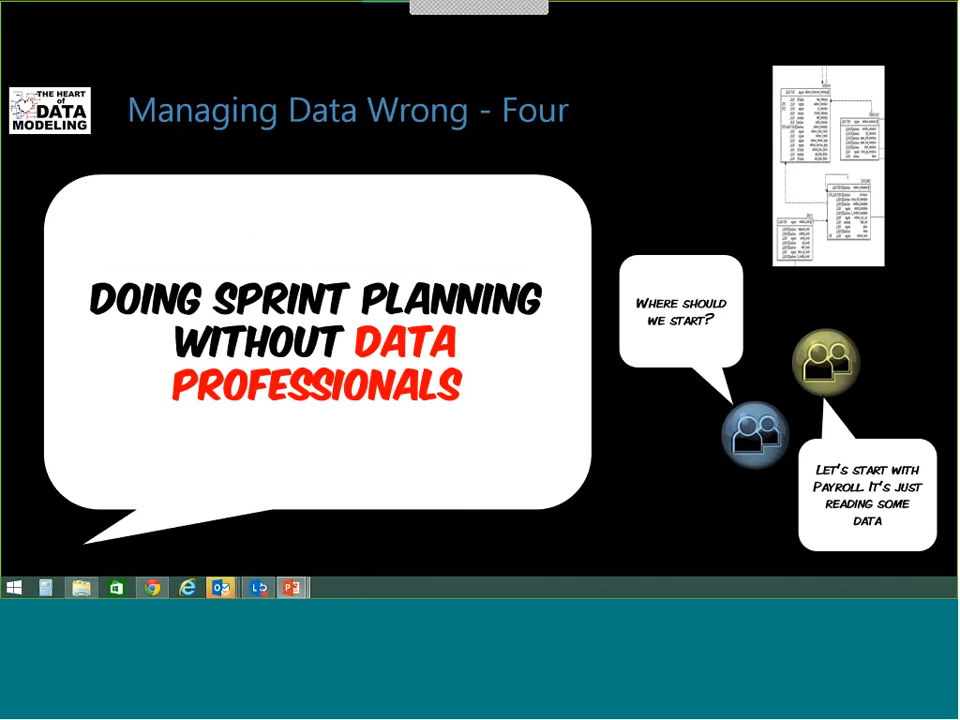 THE HEART
of
DATA
MODELING
Managing Data Wrong - Four
DOING SPRINT PLANNING
WITHOUT DATA
PROFESSIONALS
WHERE SHOULD
WE START?
LET'S START WITH
PAYROLL. IT'S JUST
READING SOME
DATA